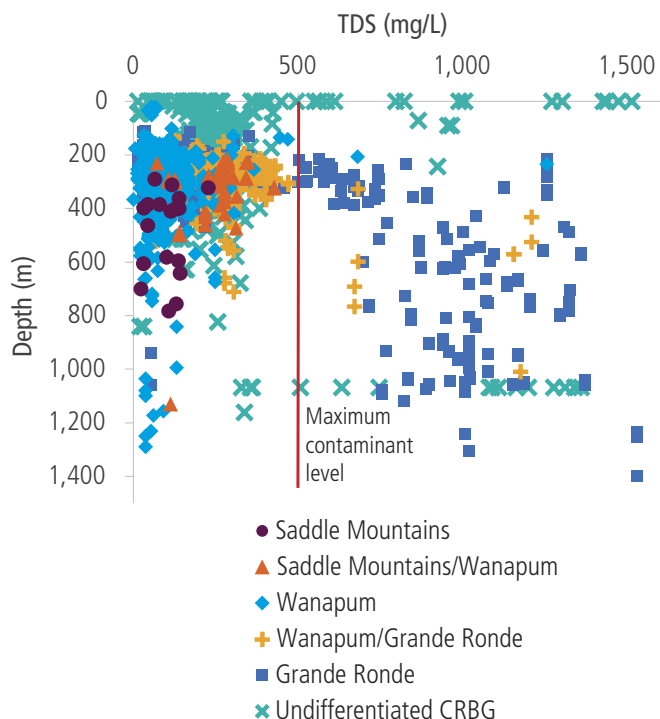 TDS (mg/L)
0 500 1,000 1,500
Depth (m)
0
200
400
600
800
1,000
1,200
1,400
Maximum
contaminant
level
Saddle Mountains
Saddle Mountains/Wanapum
Wanapum
Wanapum/Grande Ronde
Grande Ronde
Undifferentiated CRBG